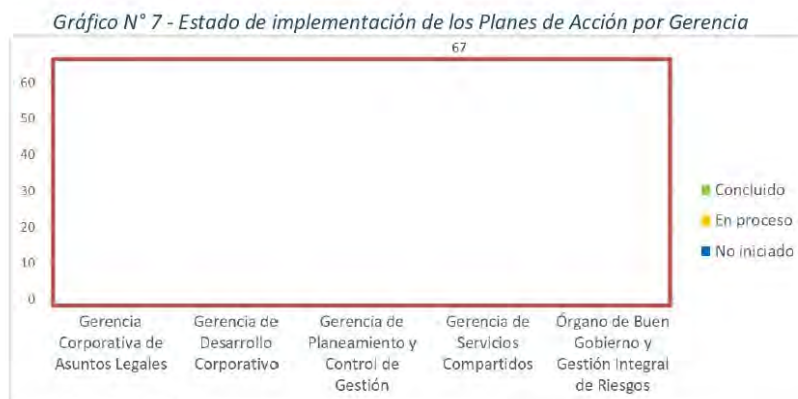 Gráfico N° 7 - Estado de implementación de los Planes de Acción por Gerencia
67
60
50
40
30
20
10
0
Concluido
En proceso
No iniciado
Gerencia
Corporativa de
Asuntos Legales
Gerencia de
Desarrollo
Corporativo
Gerencia de
Planeamiento y
Control de
Gestión
Gerencia de
Servicios
Compartidos
Órgano de Buen
Gobierno y
Gestión Integral
de Riesgos